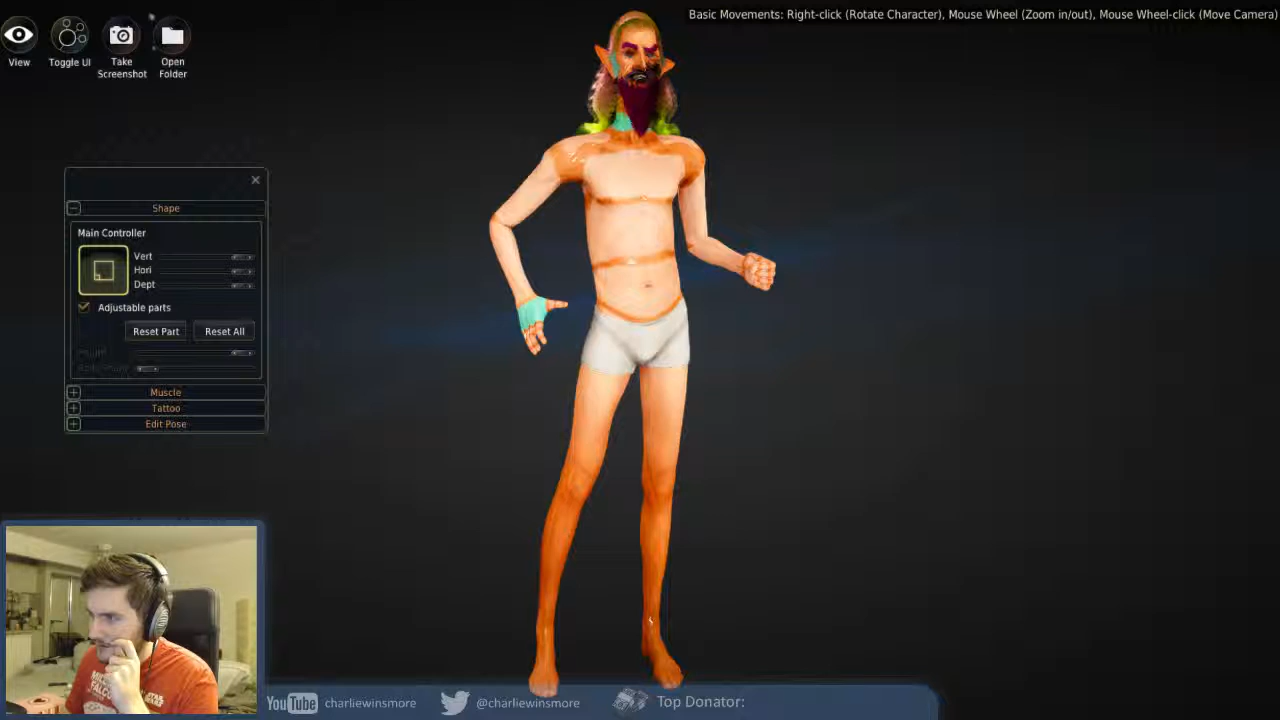 Basic Movements: Right-click (Rotate Character), Mouse Wheel (Zoom in/out), Mouse Wheel-click (Move Camera)
View
Toggle UI
Take Screenshot
Open Folder
Shape
Main Controller
Vert
Hori
Dept
Adjustable parts
Reset Part
Reset All
Height
Muscle
Tattoo
Edit Pose
YouTube
charliewinsmore
@charliewinsmore
Top Donator: